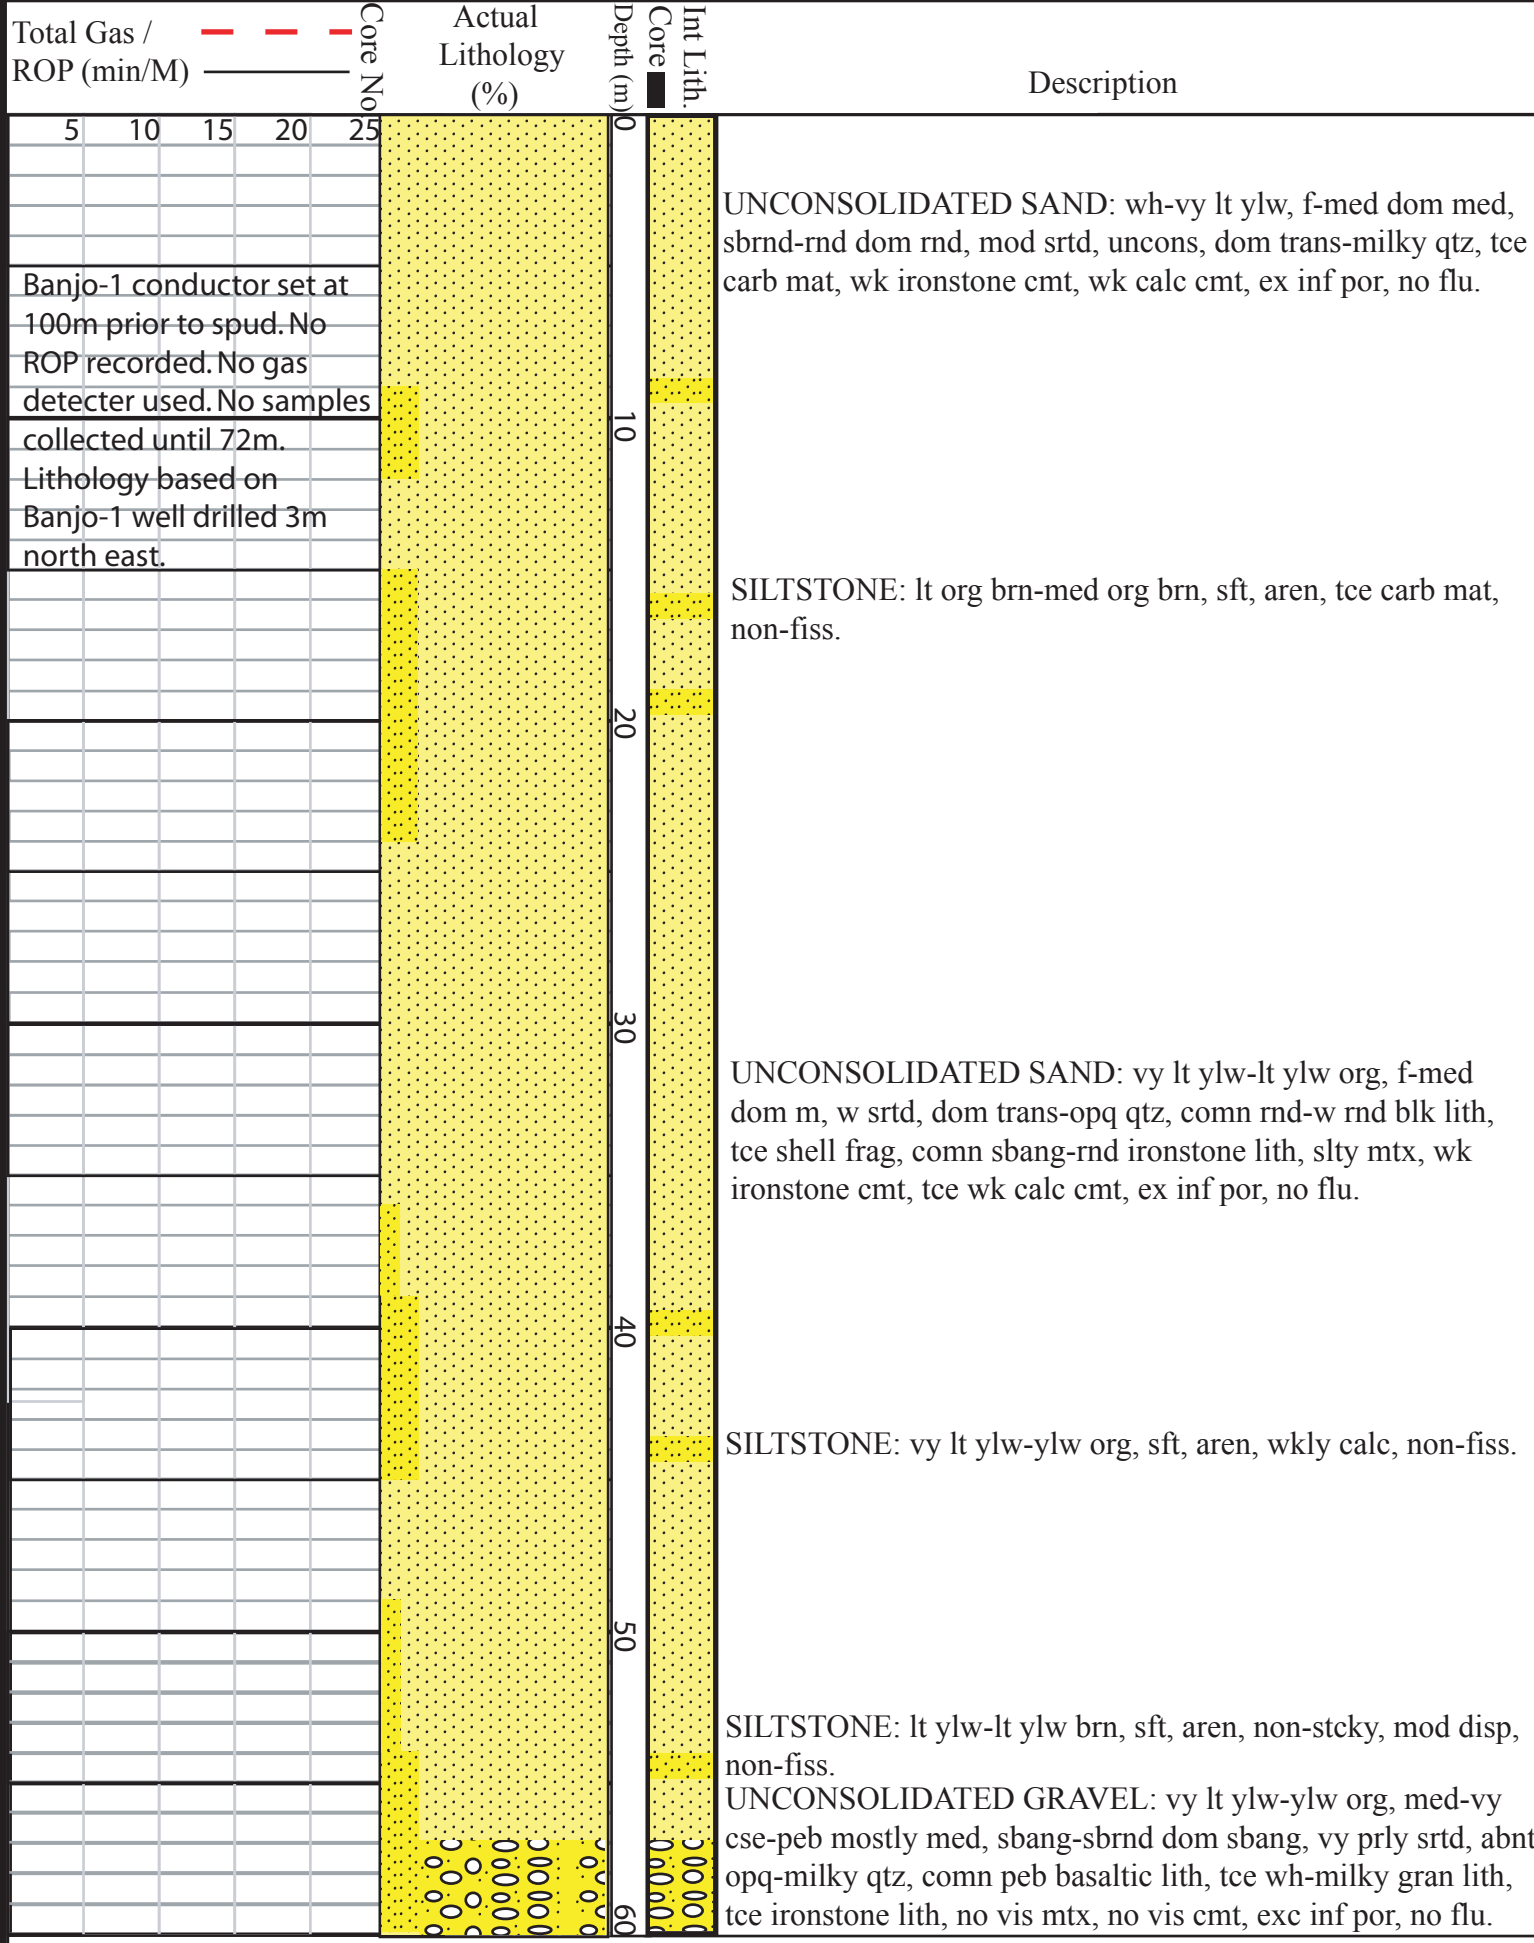 Total Gas /
ROP (min/M)
Core No
Actual
Lithology
(%)
Depth (m)
Core
Int Lith.
Description
5 10 15 20 25
0
UNCONSOLIDATED SAND: wh-vy lt ylw, f-med dom med,
sbrnd-rnd dom rnd, mod srtd, uncons, dom trans-milky qtz, tce
carb mat, wk ironstone cmt, wk calc cmt, ex inf por, no flu.
Banjo-1 conductor set at
100m prior to spud. No
ROP recorded. No gas
detecter used. No samples
collected until 72m.
Lithology based on
Banjo-1 well drilled 3m
north east.
10
SILTSTONE: lt org brn-med org brn, sft, aren, tce carb mat,
non-fiss.
20
30
UNCONSOLIDATED SAND: vy lt ylw-lt ylw org, f-med
dom m, w srtd, dom trans-opq qtz, comn rnd-w rnd blk lith,
tce shell frag, comn sbang-rnd ironstone lith, slty mtx, wk
ironstone cmt, tce wk calc cmt, ex inf por, no flu.
40
SILTSTONE: vy lt ylw-ylw org, sft, aren, wkly calc, non-fiss.
50
SILTSTONE: lt ylw-lt ylw brn, sft, aren, non-stcky, mod disp,
non-fiss.
UNCONSOLIDATED GRAVEL: vy lt ylw-ylw org, med-vy
cse-peb mostly med, sbang-sbrnd dom sbang, vy prly srtd, abnt
opq-milky qtz, comn peb basaltic lith, tce wh-milky gran lith,
tce ironstone lith, no vis mtx, no vis cmt, exc inf por, no flu.
60